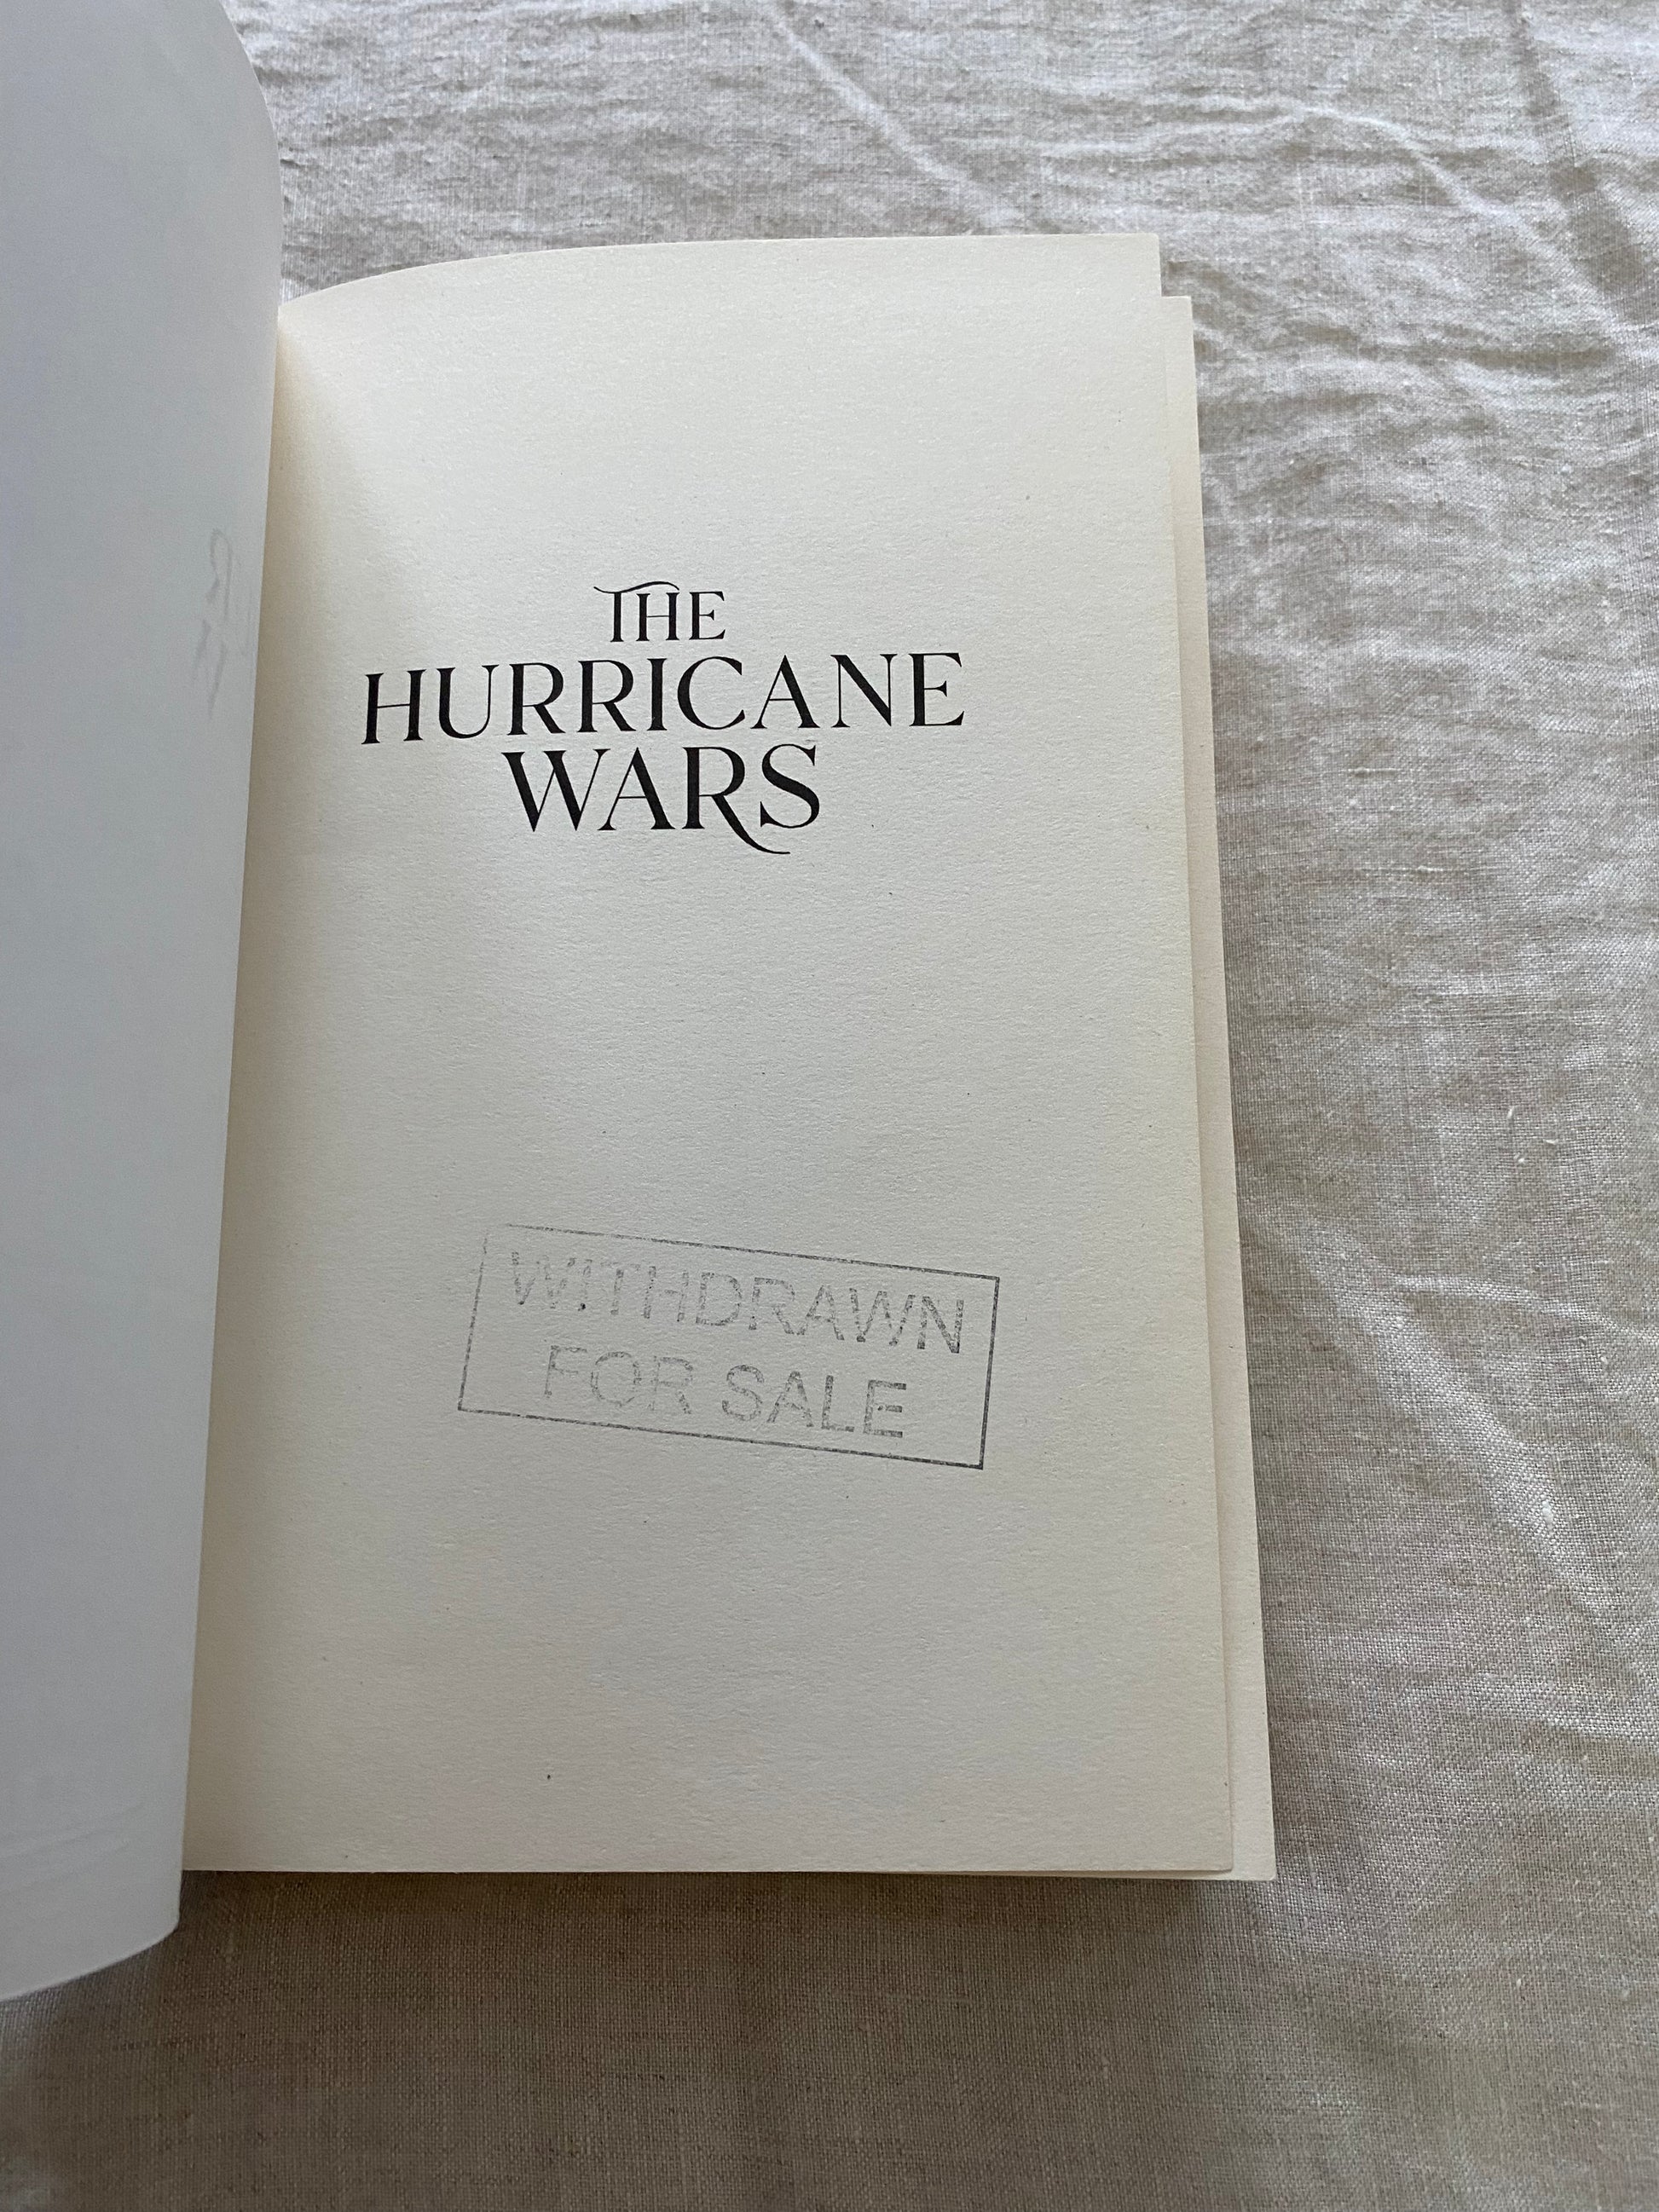 THE
HURRICANE
WARS
WITHDRAWN
FOR SALE